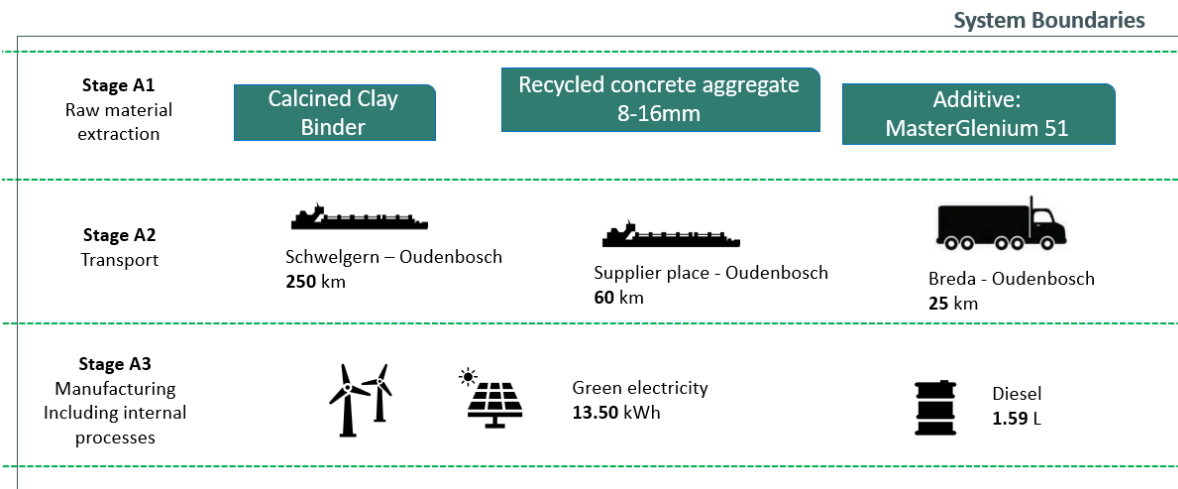 System Boundaries
Stage A1
Raw material
extraction
Calcined Clay
Binder
Recycled concrete aggregate
8-16mm
Additive:
MasterGlenium 51
Stage A2
Transport
Schwelgern – Oudenbosch
250 km
Supplier place - Oudenbosch
60 km
Breda - Oudenbosch
25 km
Stage A3
Manufacturing
Including internal
processes
Green electricity
13.50 kWh
Diesel
1.59 L